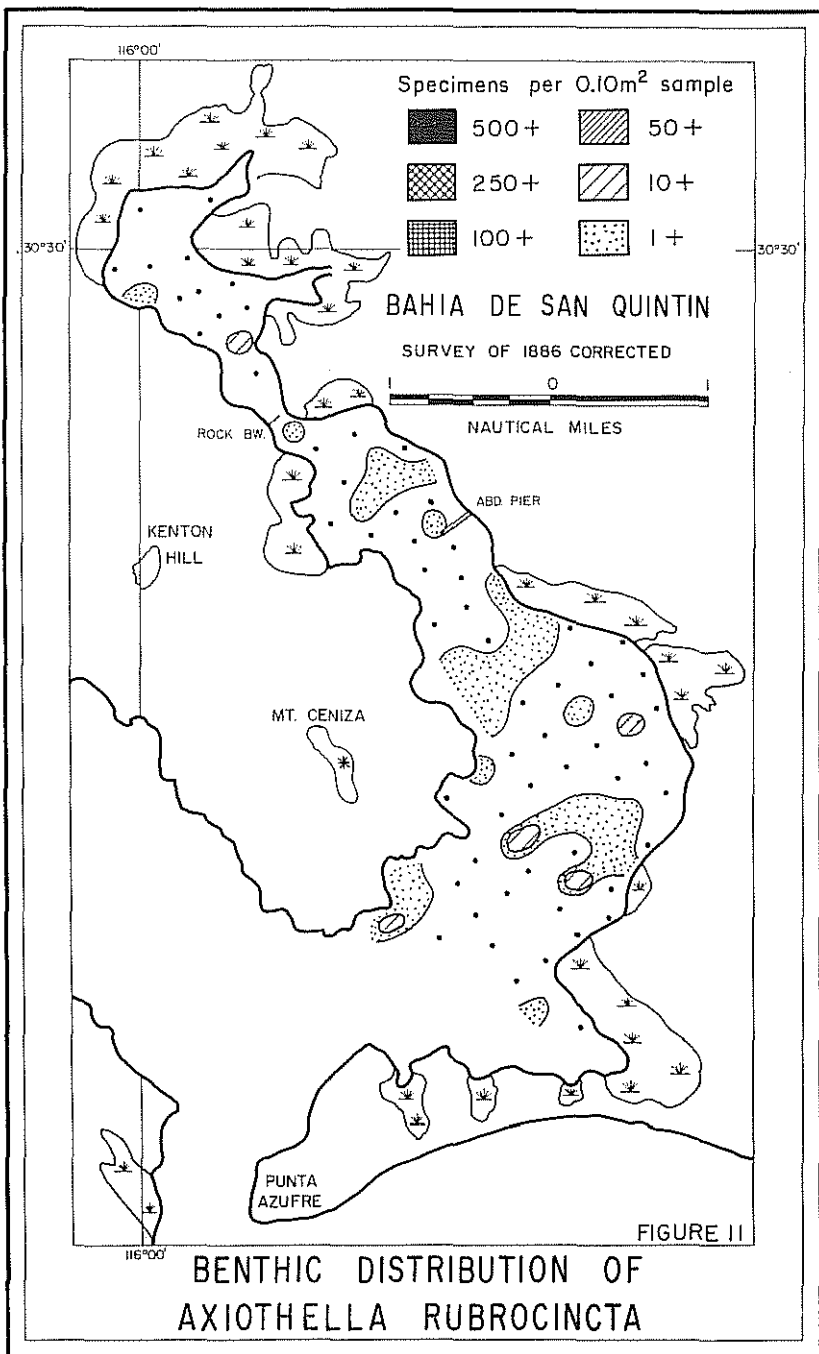 116°00'
Specimens per 0.10m² sample
500+ 50+
250+ 10+
100+ 1+
30°30' 30°30'
BAHIA DE SAN QUINTIN
SURVEY OF 1886 CORRECTED
1 0 1
NAUTICAL MILES
ROCK BW.
ABD. PIER
KENTON
HILL
MT. CENIZA
PUNTA
AZUFRE
FIGURE 11
116°00'
BENTHIC DISTRIBUTION OF
AXIOTHELLA RUBROCINCTA